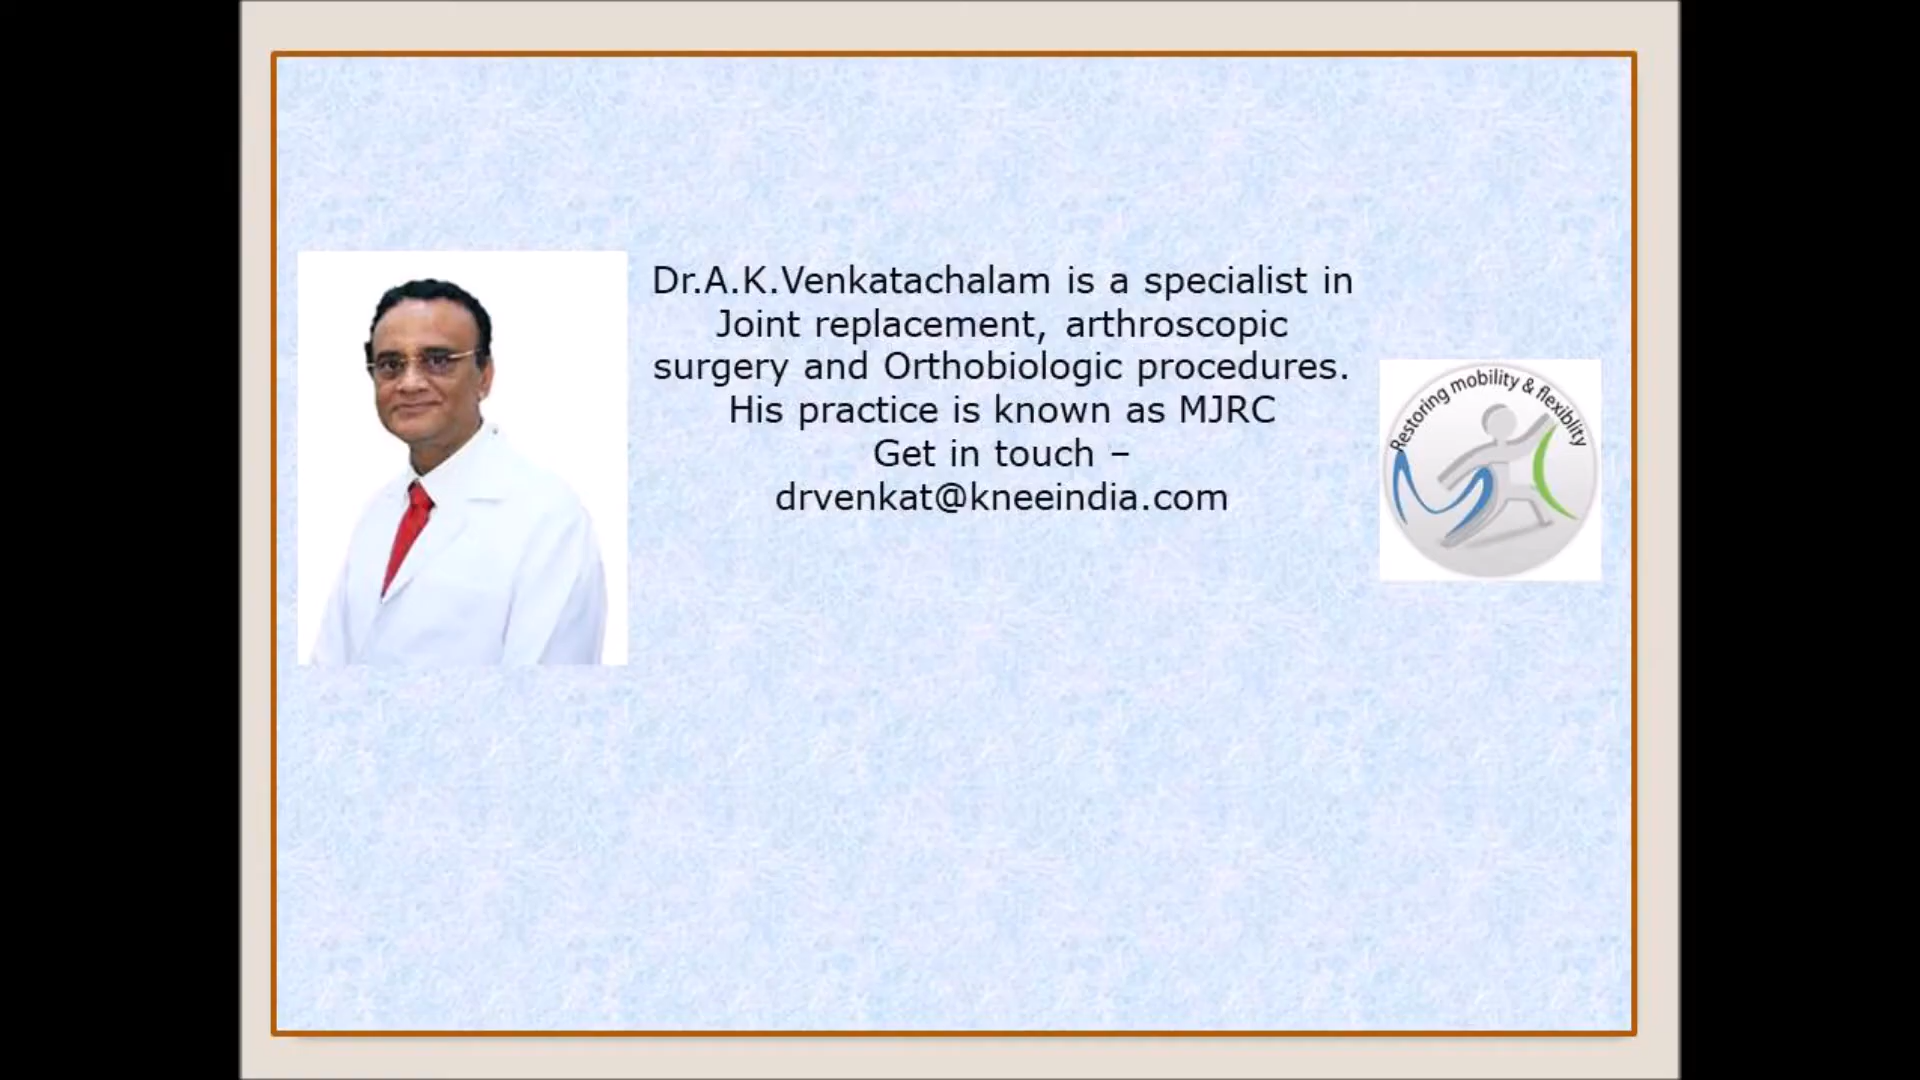 Dr.A.K.Venkatachalam is a specialist in
Joint replacement, arthroscopic
surgery and Orthobiologic procedures.
His practice is known as MJRC
Get in touch –
drvenkat@kneeindia.com
Restoring mobility & flexiblity